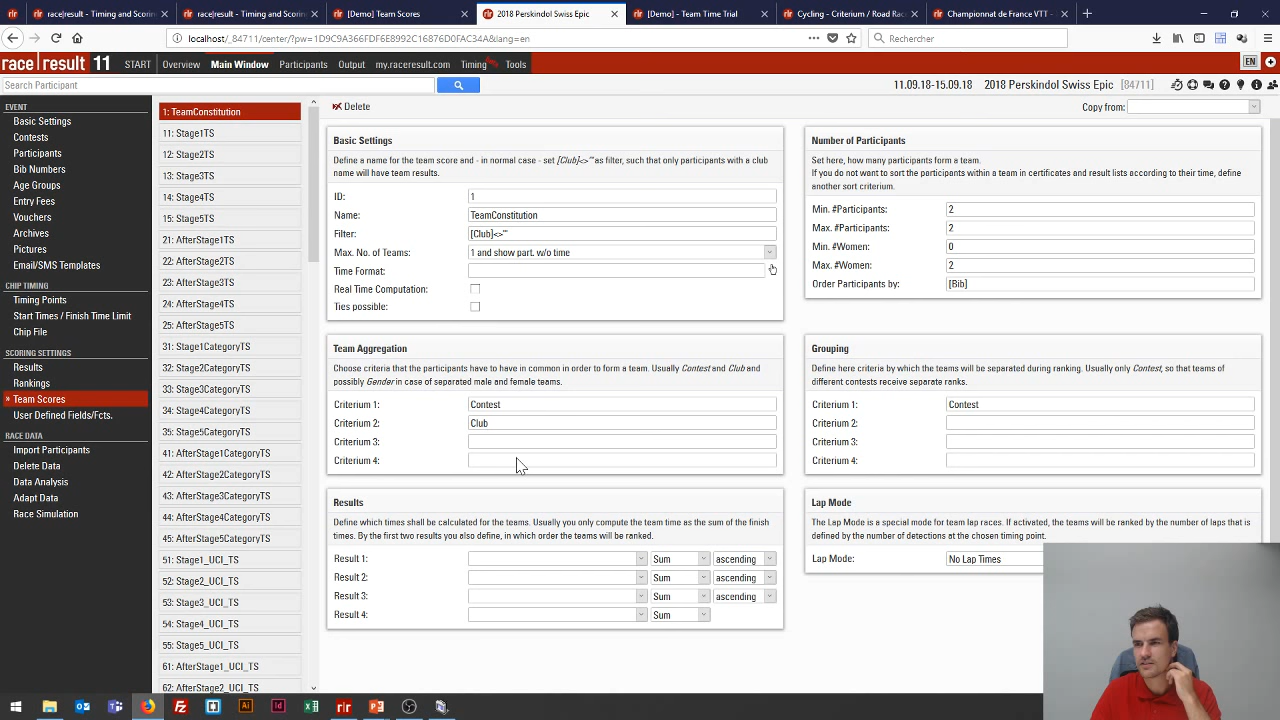 race|result - Timing and Scorin
race|result - Timing and Scorin
[Demo] Team Scores
2018 Perskindol Swiss Epic
[Demo] - Team Time Trial
Cycling - Criterium / Road Rac
Championnat de France VTT -
localhost/_84711/center/?pw=1D9C9A366FDF6E8992C16876D0FAC34A&lang=en
Rechercher
race|result 11
START
Overview
Main Window
Participants
Output
my.raceresult.com
Timing
Tools
EN
Search Participant
11.09.18-15.09.18
2018 Perskindol Swiss Epic
[84711]
EVENT
Basic Settings
Contests
Participants
Bib Numbers
Age Groups
Entry Fees
Vouchers
Archives
Pictures
Email/SMS Templates
CHIP TIMING
Timing Points
Start Times / Finish Time Limit
Chip File
SCORING SETTINGS
Results
Rankings
» Team Scores
User Defined Fields/Fcts.
RACE DATA
Import Participants
Delete Data
Data Analysis
Adapt Data
Race Simulation
1: TeamConstitution
11: Stage1TS
12: Stage2TS
13: Stage3TS
14: Stage4TS
15: Stage5TS
21: AfterStage1TS
22: AfterStage2TS
23: AfterStage3TS
24: AfterStage4TS
25: AfterStage5TS
31: Stage1CategoryTS
32: Stage2CategoryTS
33: Stage3CategoryTS
34: Stage4CategoryTS
35: Stage5CategoryTS
41: AfterStage1CategoryTS
42: AfterStage2CategoryTS
43: AfterStage3CategoryTS
44: AfterStage4CategoryTS
45: AfterStage5CategoryTS
51: Stage1_UCI_TS
52: Stage2_UCI_TS
53: Stage3_UCI_TS
54: Stage4_UCI_TS
55: Stage5_UCI_TS
61: AfterStage1_UCI_TS
62: AfterStage2_UCI_TS
Delete
Copy from:
Basic Settings
Define a name for the team score and - in normal case - set [Club]<>"" as filter, such that only participants with a club
name will have team results.
ID: 1
Name: TeamConstitution
Filter: [Club]<>""
Max. No. of Teams: 1 and show part. w/o time
Time Format:
Real Time Computation:
Ties possible:
Number of Participants
Set here, how many participants form a team.
If you do not want to sort the participants within a team in certificates and result lists according to their time, define
another sort criterium.
Min. #Participants: 2
Max. #Participants: 2
Min. #Women: 0
Max. #Women: 2
Order Participants by: [Bib]
Team Aggregation
Choose criteria that the participants have to have in common in order to form a team. Usually Contest and Club and
possibly Gender in case of separated male and female teams.
Criterium 1: Contest
Criterium 2: Club
Criterium 3:
Criterium 4:
Grouping
Define here criteria by which the teams will be separated during ranking. Usually only Contest, so that teams of
different contests receive separate ranks.
Criterium 1: Contest
Criterium 2:
Criterium 3:
Criterium 4:
Results
Define which times shall be calculated for the teams. Usually you only compute the team time as the sum of the finish
times. By the first two results you also define, in which order the teams will be ranked.
Result 1: Sum ascending
Result 2: Sum ascending
Result 3: Sum ascending
Result 4: Sum
Lap Mode
The Lap Mode is a special mode for team lap races. If activated, the teams will be ranked by the number of laps that is
defined by the number of detections at the chosen timing point.
Lap Mode: No Lap Times